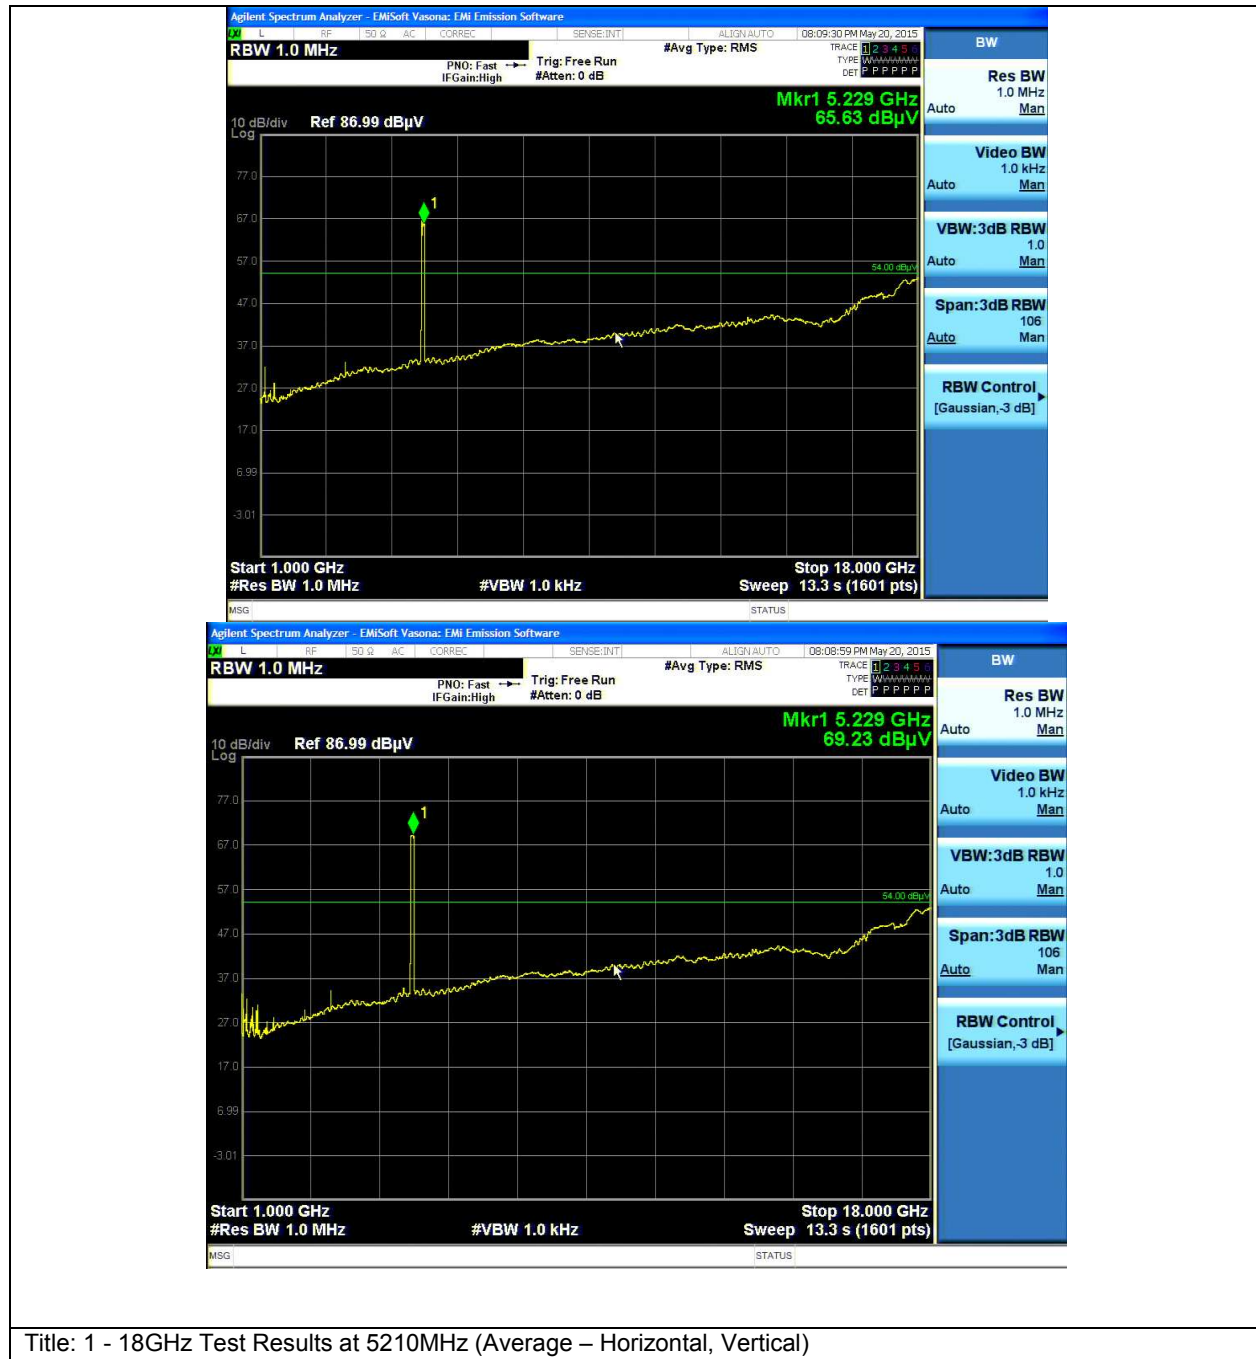 Agilent Spectrum Analyzer - EMiSoft Vasona: EMi Emission Software
LXI L RF 50 Ω AC CORREC SENSE:INT ALIGN AUTO 08:09:30 PM May 20, 2015
RBW 1.0 MHz
#Avg Type: RMS
TRACE 1 2 3 4 5 6
PNO: Fast
Trig: Free Run
TYPE W
IFGain:High
#Atten: 0 dB
DET P P P P P P
Mkr1 5.229 GHz
65.63 dBµV
10 dB/div Ref 86.99 dBµV
Log
1
77.0
67.0
57.0
54.00 dBµV
47.0
37.0
27.0
17.0
6.99
-3.01
Start 1.000 GHz
Stop 18.000 GHz
#Res BW 1.0 MHz
#VBW 1.0 kHz
Sweep 13.3 s (1601 pts)
MSG
STATUS
BW
Res BW
1.0 MHz
Auto Man
Video BW
1.0 kHz
Auto Man
VBW:3dB RBW
1.0
Auto Man
Span:3dB RBW
106
Auto Man
RBW Control
[Gaussian,-3 dB]
Agilent Spectrum Analyzer - EMiSoft Vasona: EMi Emission Software
LXI L RF 50 Ω AC CORREC SENSE:INT ALIGN AUTO 08:08:59 PM May 20, 2015
RBW 1.0 MHz
#Avg Type: RMS
TRACE 1 2 3 4 5 6
PNO: Fast
Trig: Free Run
TYPE W
IFGain:High
#Atten: 0 dB
DET P P P P P P
Mkr1 5.229 GHz
69.23 dBµV
10 dB/div Ref 86.99 dBµV
Log
1
77.0
67.0
57.0
54.00 dBµV
47.0
37.0
27.0
17.0
6.99
-3.01
Start 1.000 GHz
Stop 18.000 GHz
#Res BW 1.0 MHz
#VBW 1.0 kHz
Sweep 13.3 s (1601 pts)
MSG
STATUS
BW
Res BW
1.0 MHz
Auto Man
Video BW
1.0 kHz
Auto Man
VBW:3dB RBW
1.0
Auto Man
Span:3dB RBW
106
Auto Man
RBW Control
[Gaussian,-3 dB]
Title: 1 - 18GHz Test Results at 5210MHz (Average – Horizontal, Vertical)